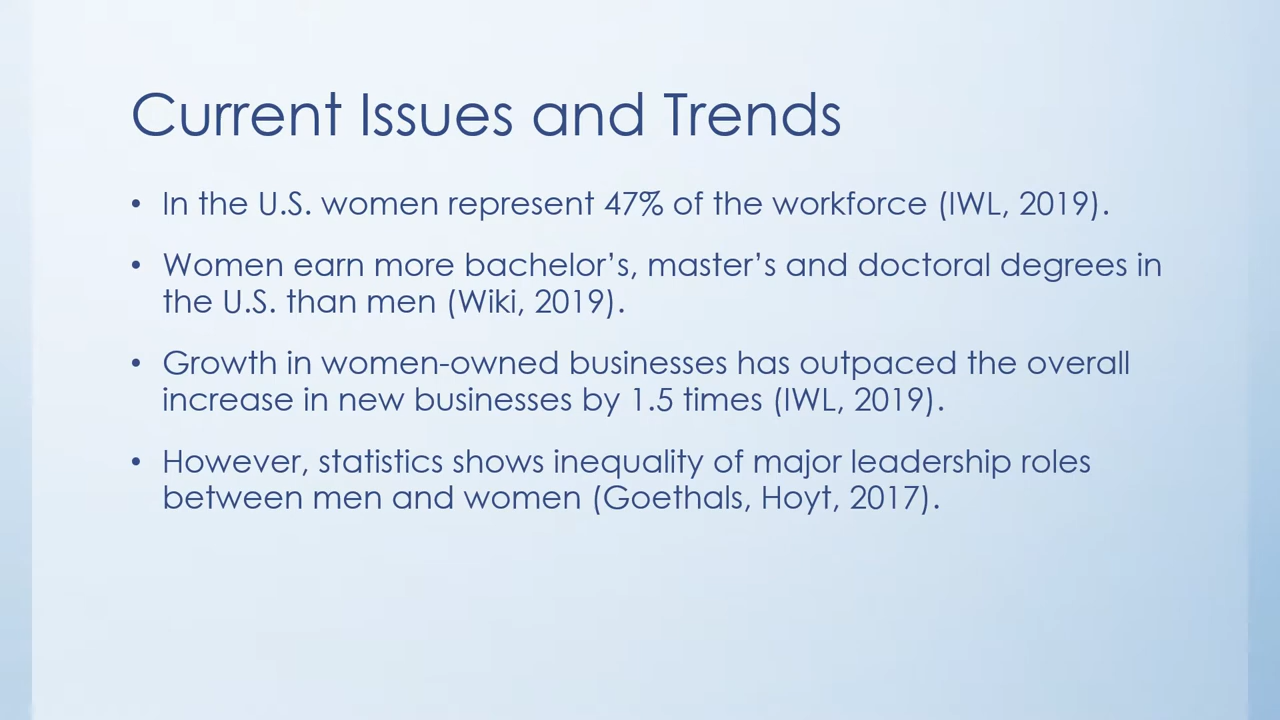 Current Issues and Trends
• In the U.S. women represent 47% of the workforce (IWL, 2019).
• Women earn more bachelor’s, master’s and doctoral degrees in
the U.S. than men (Wiki, 2019).
• Growth in women-owned businesses has outpaced the overall
increase in new businesses by 1.5 times (IWL, 2019).
• However, statistics shows inequality of major leadership roles
between men and women (Goethals, Hoyt, 2017).